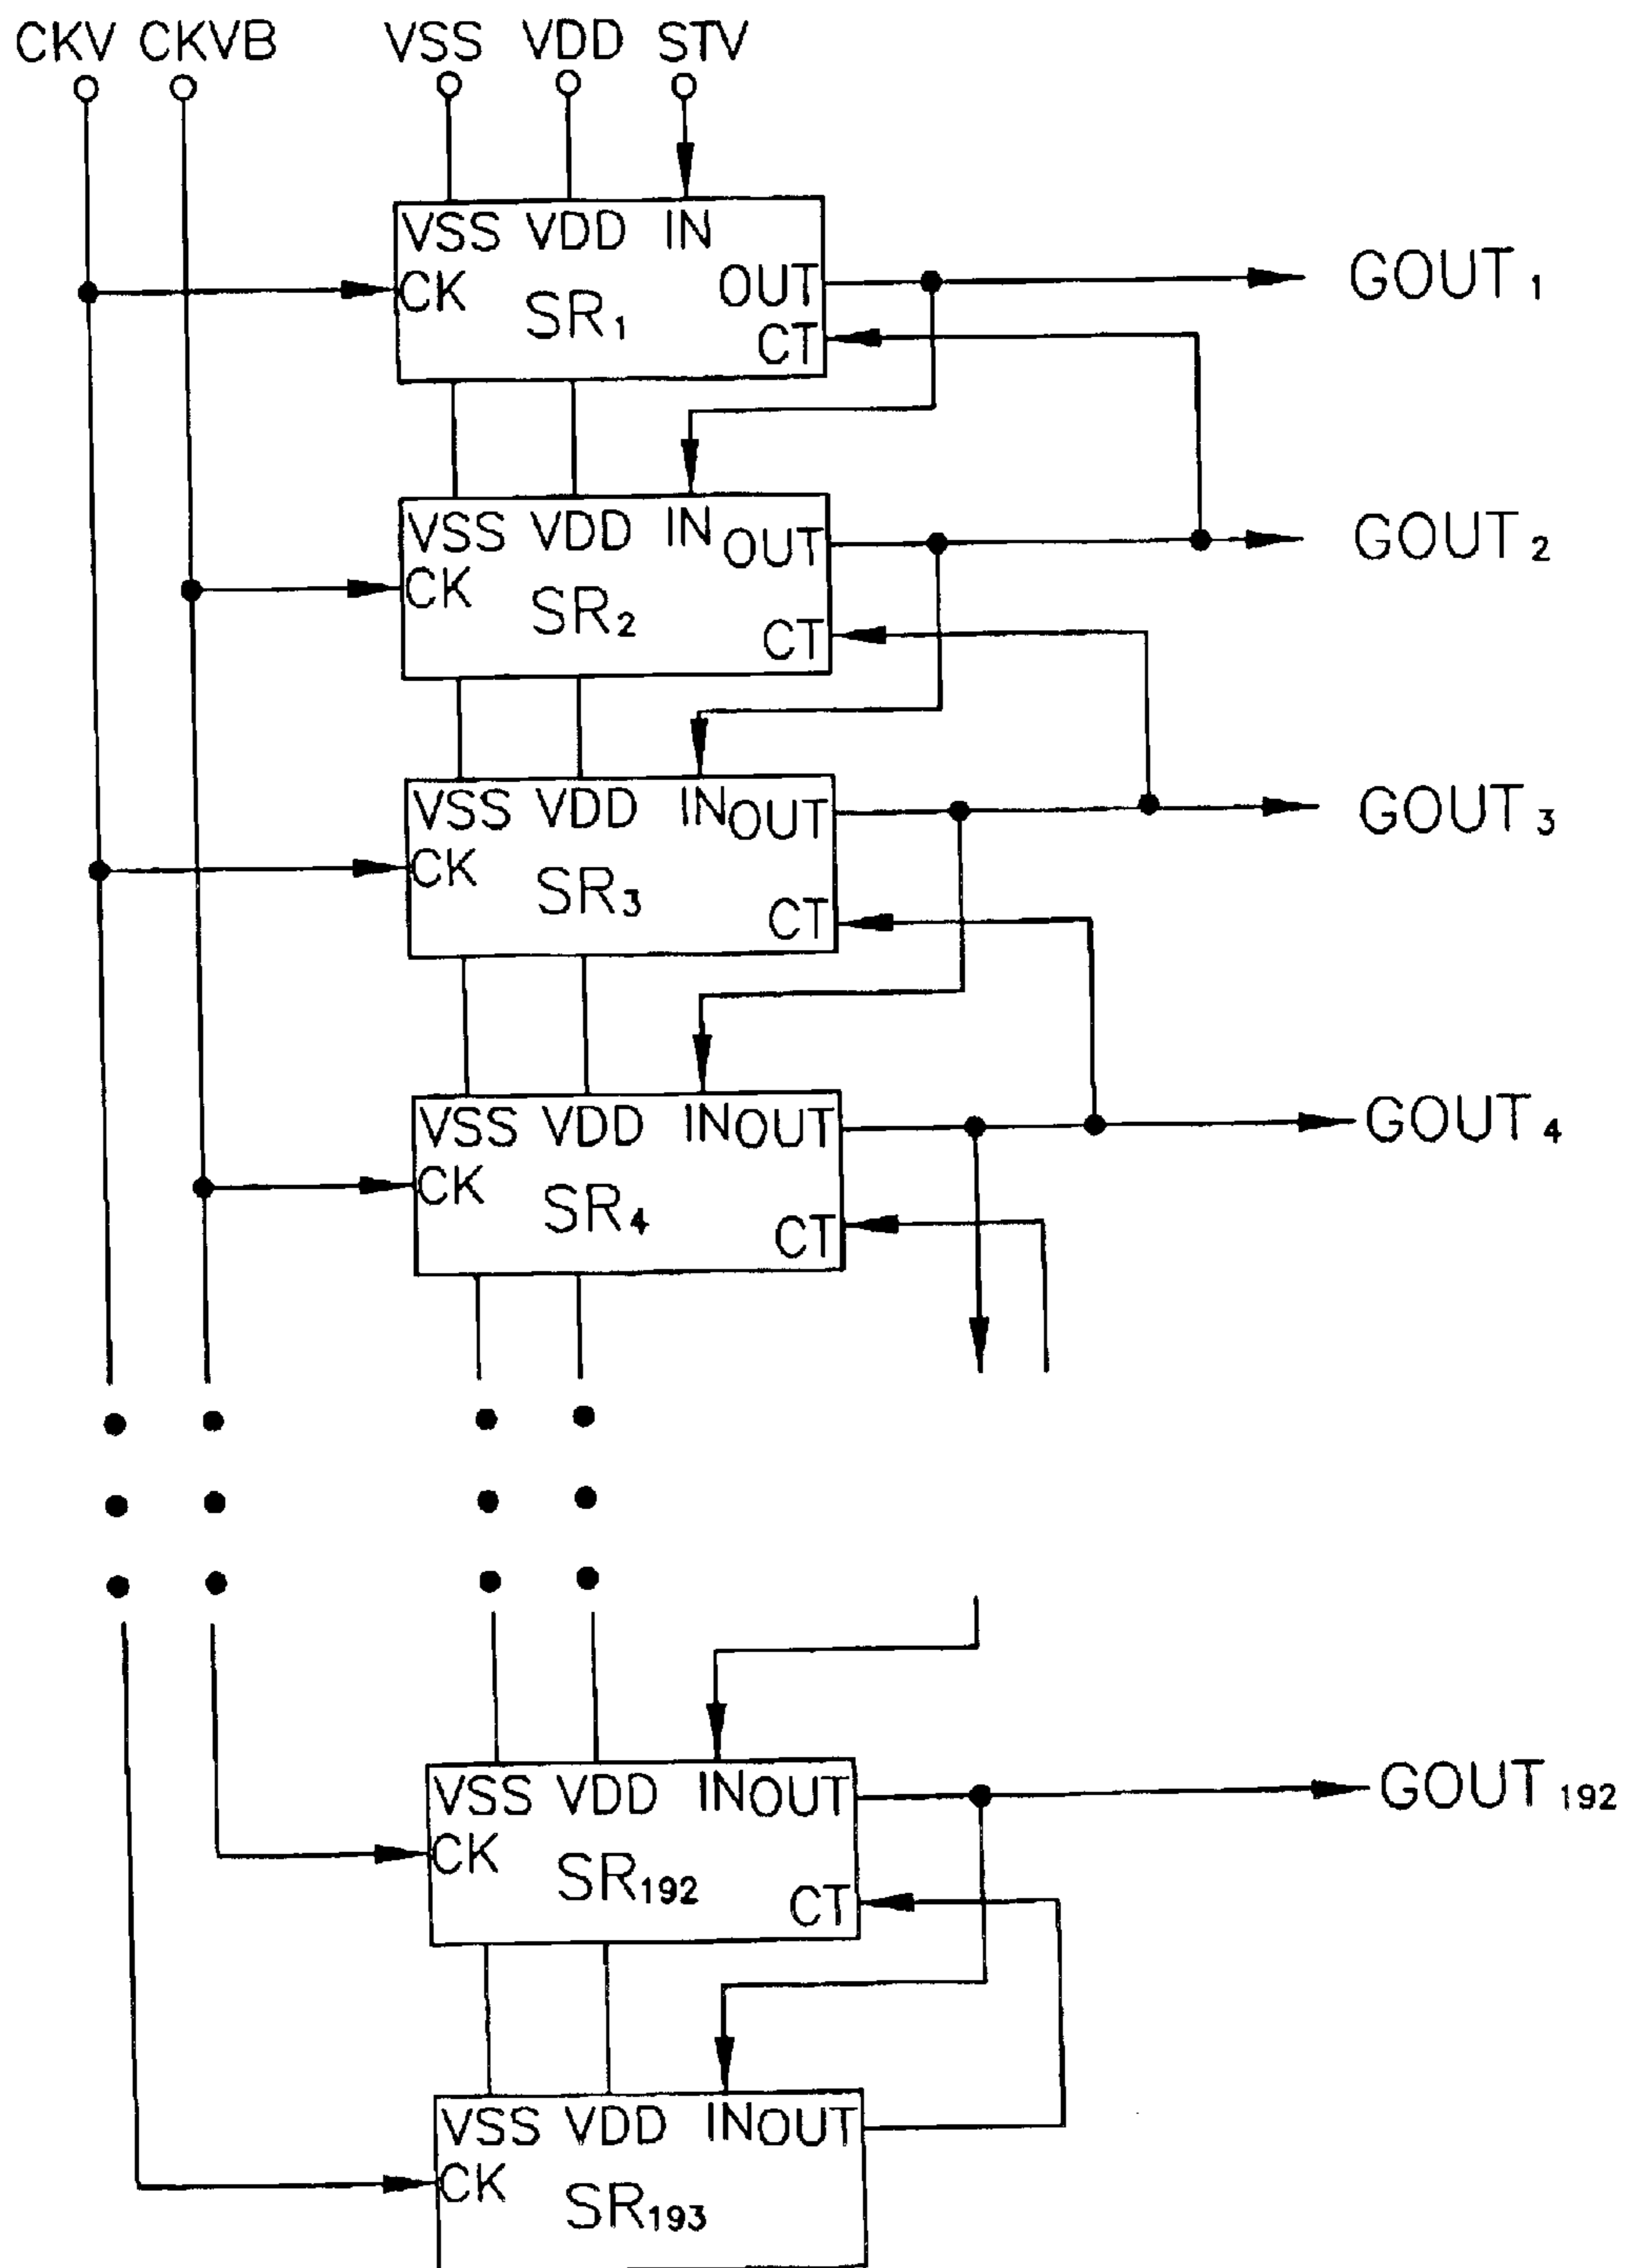 CKV CKVB VSS VDD STV
VSS VDD IN
CK OUT GOUT₁
SR₁
CT
VSS VDD IN OUT GOUT₂
CK SR₂
CT
VSS VDD IN OUT GOUT₃
CK SR₃
CT
VSS VDD IN OUT GOUT₄
CK SR₄
CT
VSS VDD IN OUT GOUT₁₉₂
CK SR₁₉₂
CT
VSS VDD IN OUT
CK SR₁₉₃